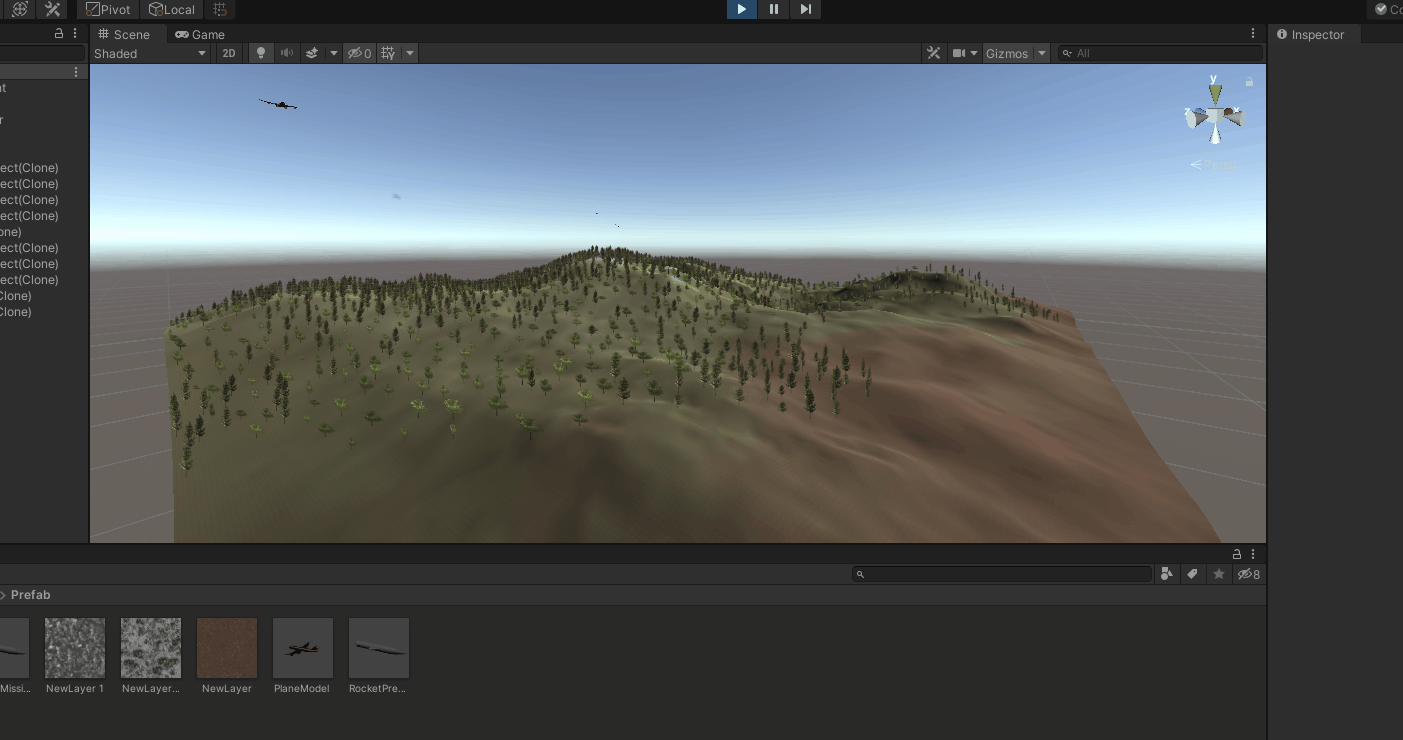 Pivot Local
Co
Scene Game
Inspector
Shaded 2D 0 Gizmos All
nt
r
ect(Clone)
ect(Clone)
ect(Clone)
ect(Clone)
one)
ect(Clone)
ect(Clone)
ect(Clone)
Clone)
Clone)
y
z x
< Persp
8
Prefab
Missi... NewLayer 1 NewLayer... NewLayer PlaneModel RocketPre...